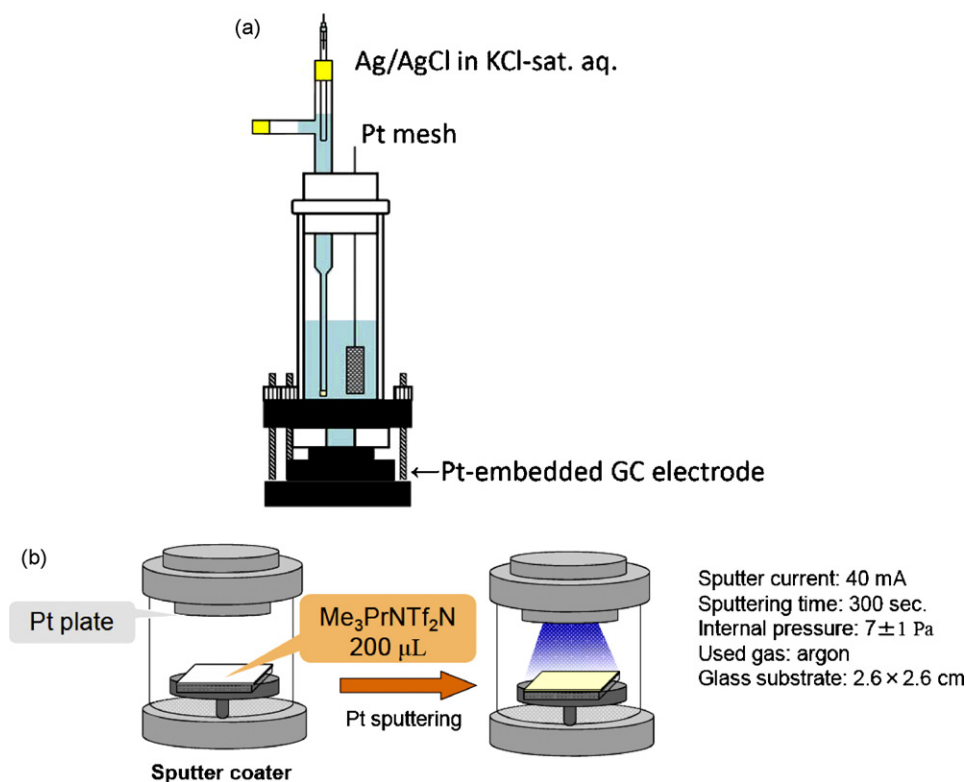 (a)
Ag/AgCl in KCl-sat. aq.
Pt mesh
←Pt-embedded GC electrode
(b)
Pt plate
Me₃PrNTf₂N
200 μL
Pt sputtering
Sputter coater
Sputter current: 40 mA
Sputtering time: 300 sec.
Internal pressure: 7±1 Pa
Used gas: argon
Glass substrate: 2.6 × 2.6 cm